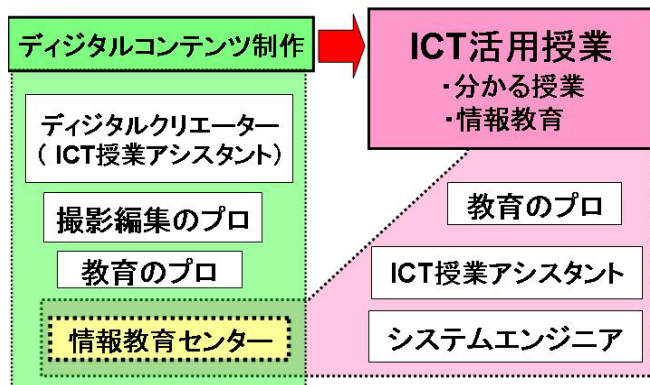 ディジタルコンテンツ制作
ディジタルクリエーター
( ICT授業アシスタント)
撮影編集のプロ
教育のプロ
情報教育センター
ICT活用授業
・分かる授業
・情報教育
教育のプロ
ICT授業アシスタント
システムエンジニア